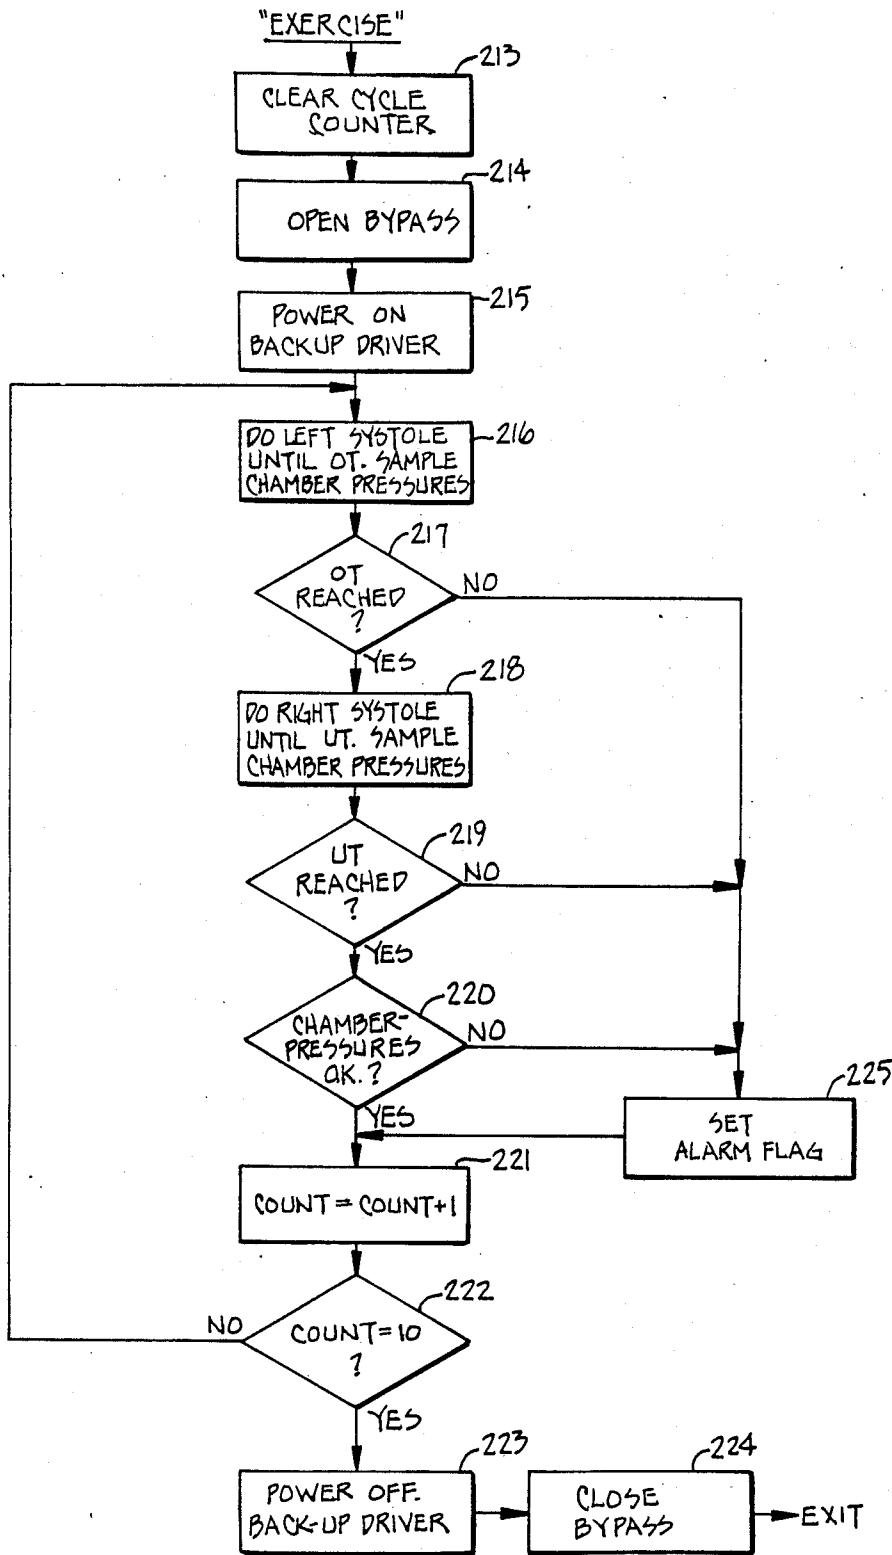 "EXERCISE"
213
CLEAR CYCLE
COUNTER
214
OPEN BYPASS
215
POWER ON
BACKUP DRIVER
216
DO LEFT SYSTOLE
UNTIL OT. SAMPLE
CHAMBER PRESSURES
217
OT
REACHED
?
NO
YES
218
DO RIGHT SYSTOLE
UNTIL UT. SAMPLE
CHAMBER PRESSURES
219
UT
REACHED
?
NO
YES
220
CHAMBER-
PRESSURES
OK.?
NO
YES
225
SET
ALARM FLAG
221
COUNT = COUNT+1
222
COUNT=10
?
NO
YES
223
POWER OFF.
BACK-UP DRIVER
224
CLOSE
BYPASS
EXIT